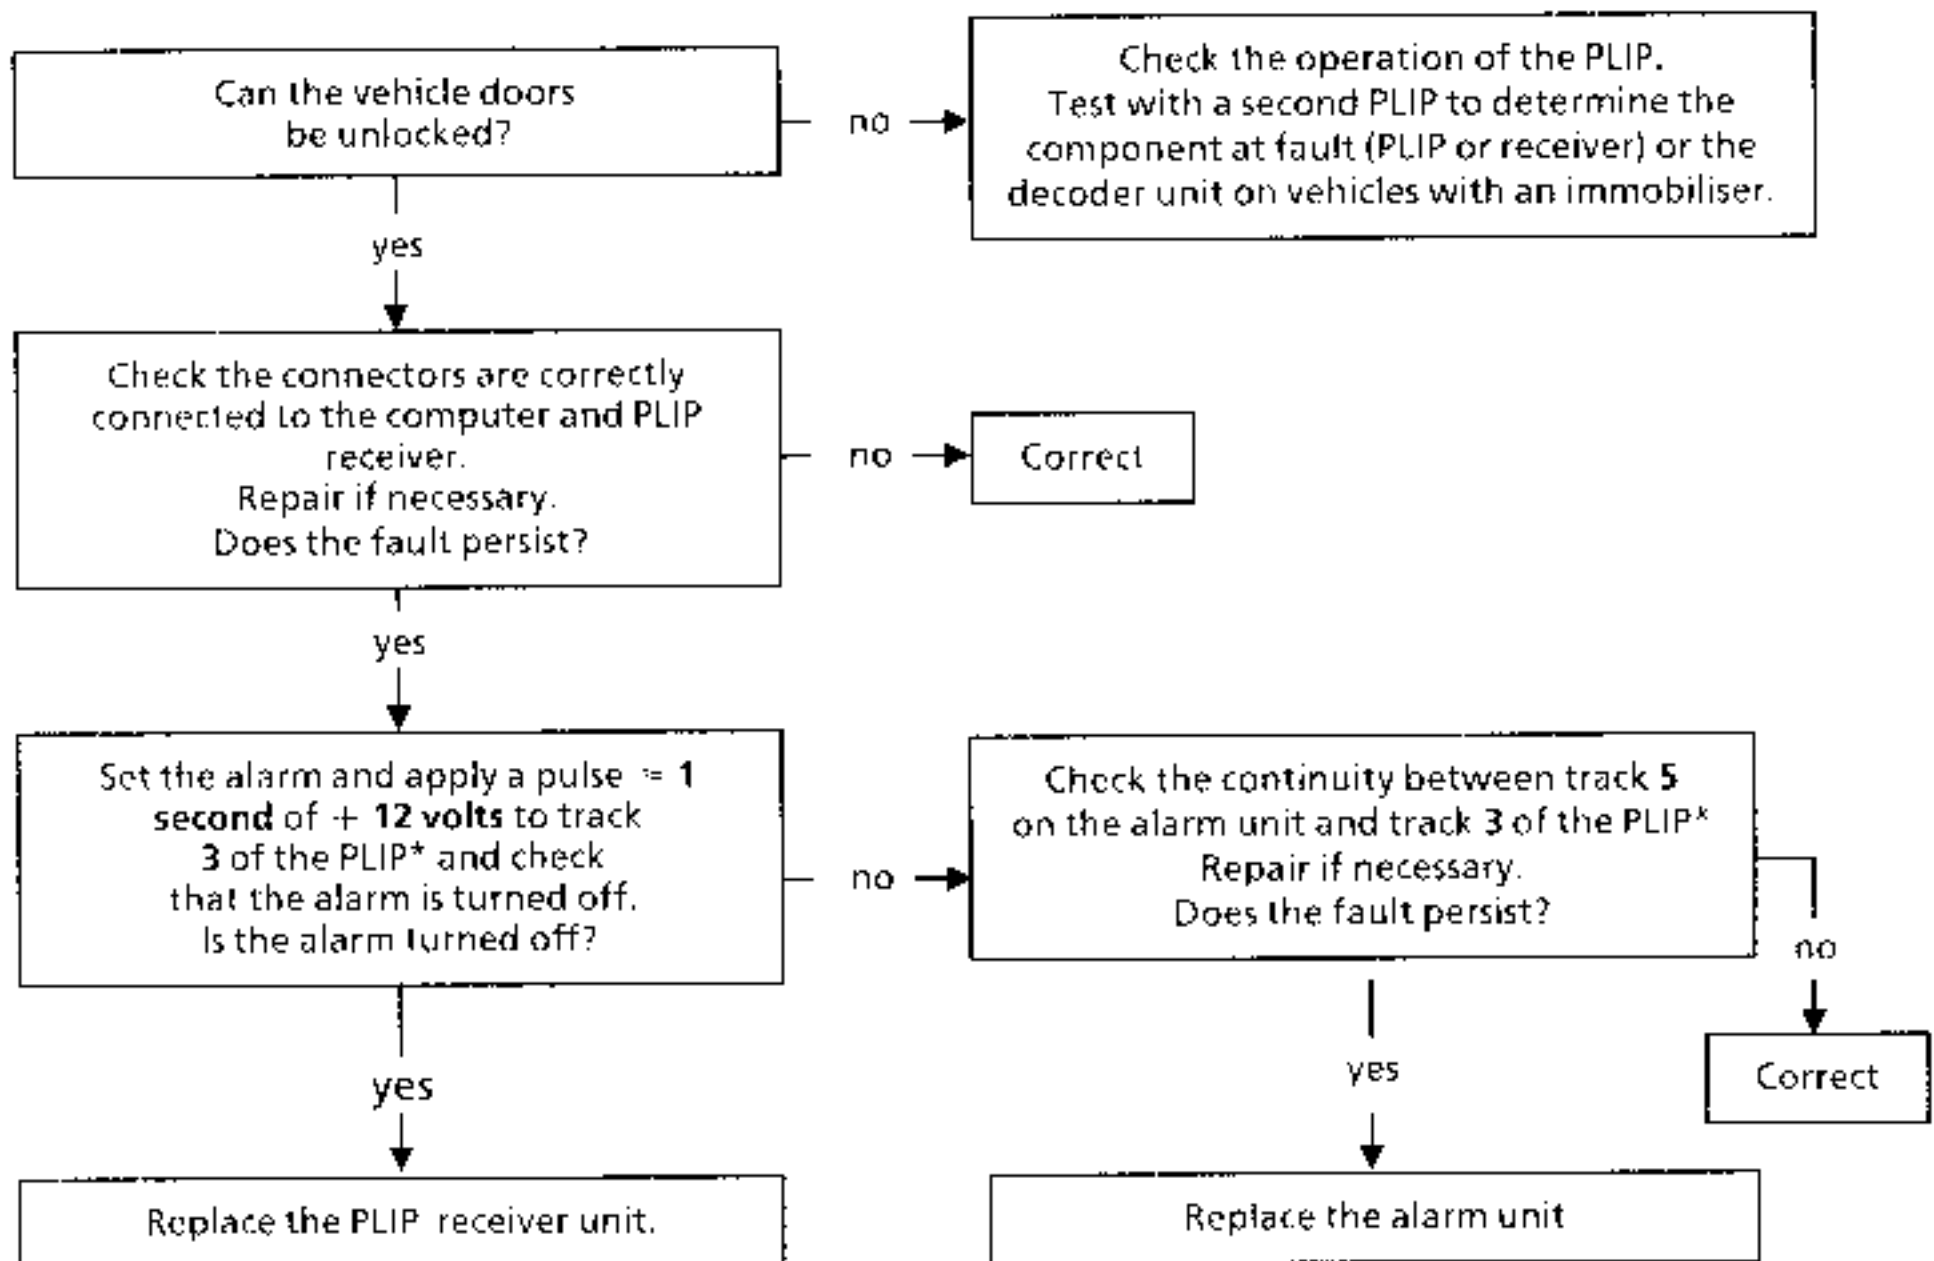 Can the vehicle doors
be unlocked?
no
Check the operation of the PLIP.
Test with a second PLIP to determine the
component at fault (PLIP or receiver) or the
decoder unit on vehicles with an immobiliser.
yes
Check the connectors are correctly
connected to the computer and PLIP
receiver.
Repair if necessary.
Does the fault persist?
no
Correct
yes
Set the alarm and apply a pulse = 1
second of + 12 volts to track
3 of the PLIP* and check
that the alarm is turned off.
Is the alarm turned off?
no
Check the continuity between track 5
on the alarm unit and track 3 of the PLIP*
Repair if necessary.
Does the fault persist?
no
Correct
yes
yes
Replace the PLIP receiver unit.
Replace the alarm unit